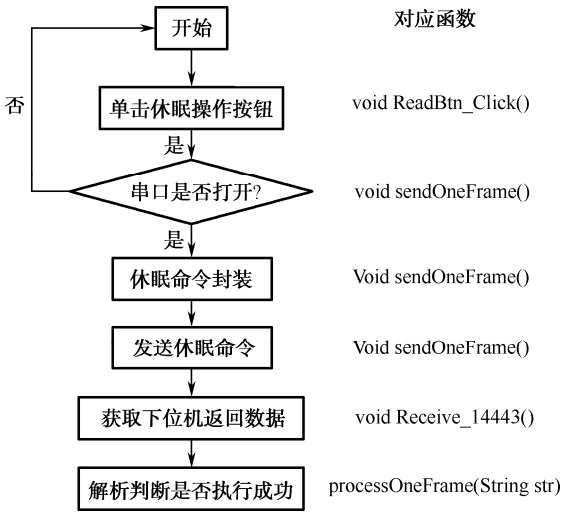 开始
对应函数
否
单击休眠操作按钮
void ReadBtn_Click()
是
串口是否打开?
void sendOneFrame()
是
休眠命令封装
Void sendOneFrame()
发送休眠命令
Void sendOneFrame()
获取下位机返回数据
void Receive_14443()
解析判断是否执行成功
processOneFrame(String str)